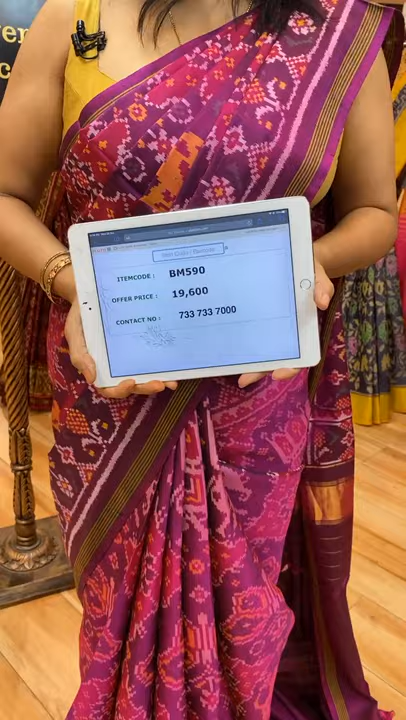 ITEMCODE : BM590
OFFER PRICE : 19,600
CONTACT NO : 733 733 7000